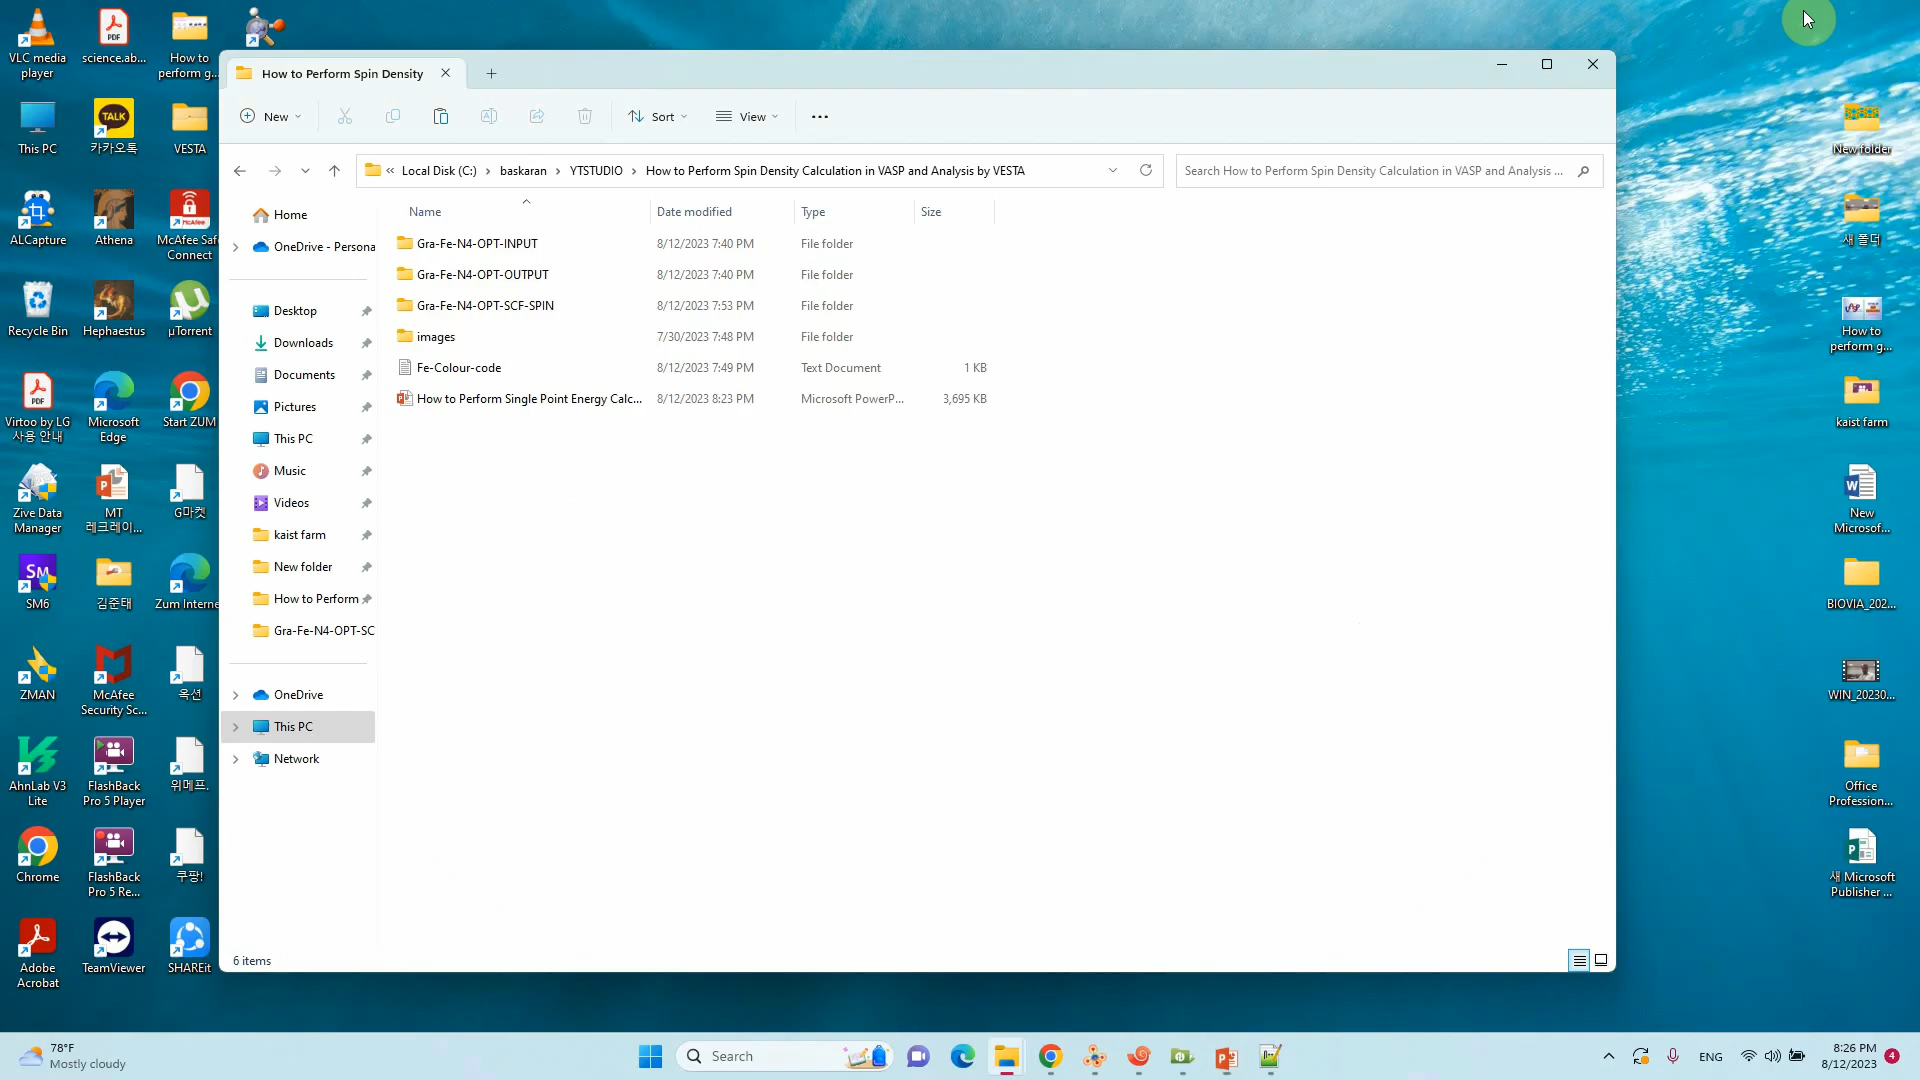 VLC media
player
science.ab...
How to
perform g...
This PC
TALK
카카오톡
VESTA
ALCapture
Athena
McAfee Saf
Connect
Recycle Bin
Hephaestus
µTorrent
Virtoo by LG
사용 안내
Microsoft
Edge
Start ZUM
Zive Data
Manager
MT
레크레이...
G마켓
SM6
김준태
Zum Interne
ZMAN
McAfee
Security Sc...
옥션
AhnLab V3
Lite
FlashBack
Pro 5 Player
위메프.
Chrome
FlashBack
Pro 5 Re...
쿠팡!
Adobe
Acrobat
TeamViewer
SHAREit
How to Perform Spin Density
New
Sort
View
« Local Disk (C:) › baskaran › YTSTUDIO › How to Perform Spin Density Calculation in VASP and Analysis by VESTA
Search How to Perform Spin Density Calculation in VASP and Analysis ...
Home
OneDrive - Persona
Desktop
Downloads
Documents
Pictures
This PC
Music
Videos
kaist farm
New folder
How to Perform
Gra-Fe-N4-OPT-SC
OneDrive
This PC
Network
Name Date modified Type Size
Gra-Fe-N4-OPT-INPUT 8/12/2023 7:40 PM File folder
Gra-Fe-N4-OPT-OUTPUT 8/12/2023 7:40 PM File folder
Gra-Fe-N4-OPT-SCF-SPIN 8/12/2023 7:53 PM File folder
images 7/30/2023 7:48 PM File folder
Fe-Colour-code 8/12/2023 7:49 PM Text Document 1 KB
How to Perform Single Point Energy Calc... 8/12/2023 8:23 PM Microsoft PowerP... 3,695 KB
6 items
New folder
새 폴더
How to
perform g...
kaist farm
New
Microsof...
BIOVIA_202...
WIN_20230...
Office
Profession...
새 Microsoft
Publisher ...
78°F
Mostly cloudy
Search
ENG
8:26 PM
8/12/2023
4